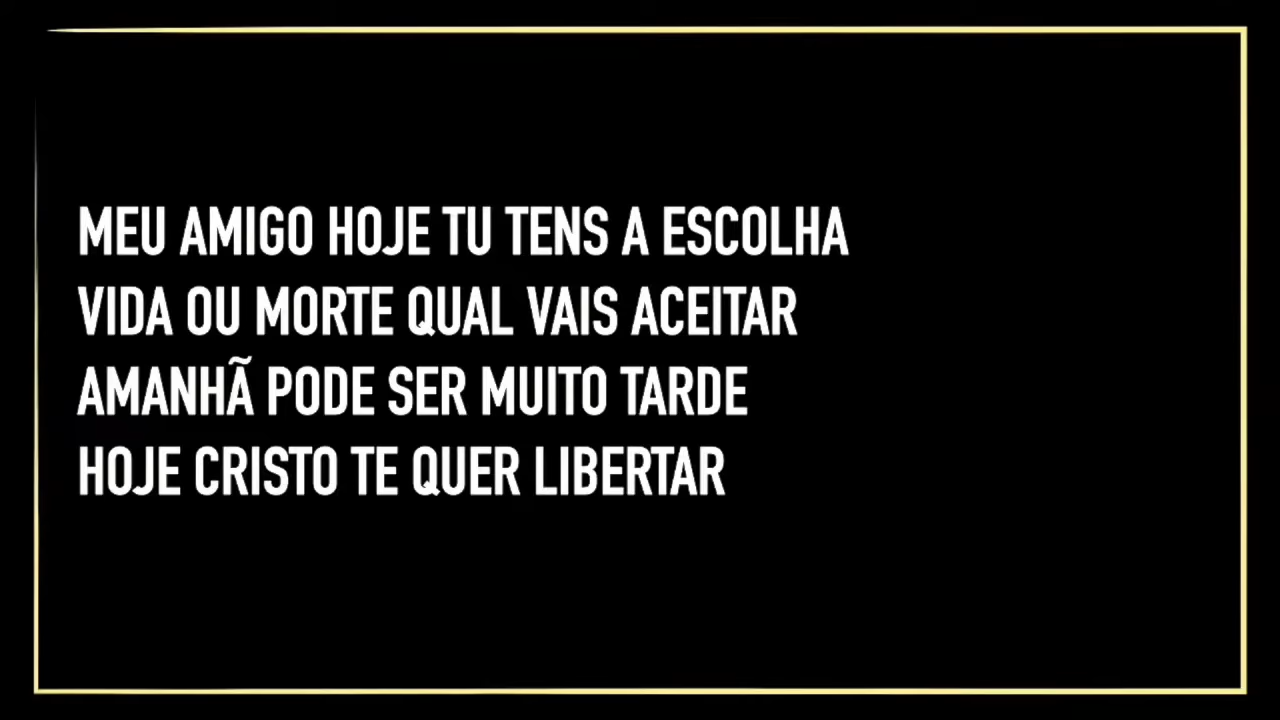 MEU AMIGO HOJE TU TENS A ESCOLHA
VIDA OU MORTE QUAL VAIS ACEITAR
AMANHÃ PODE SER MUITO TARDE
HOJE CRISTO TE QUER LIBERTAR